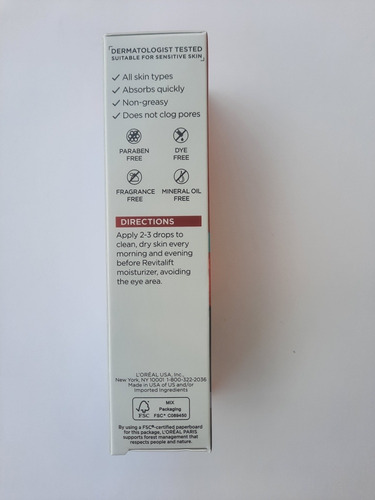 DERMATOLOGIST TESTED
SUITABLE FOR SENSITIVE SKIN
✓ All skin types
✓ Absorbs quickly
✓ Non-greasy
✓ Does not clog pores
PARABEN FREE
DYE FREE
FRAGRANCE FREE
MINERAL OIL FREE
DIRECTIONS
Apply 2-3 drops to
clean, dry skin every
morning and evening
before Revitalift
moisturizer, avoiding
the eye area.
L'ORÉAL USA, Inc.,
New York, NY 10001 1-800-322-2036
Made in USA of US and/or
imported ingredients
FSC
MIX
Packaging
FSC® C089450
By using a FSC®-certified paperboard
for this package, L'ORÉAL PARIS
supports forest management that
respects people and nature.